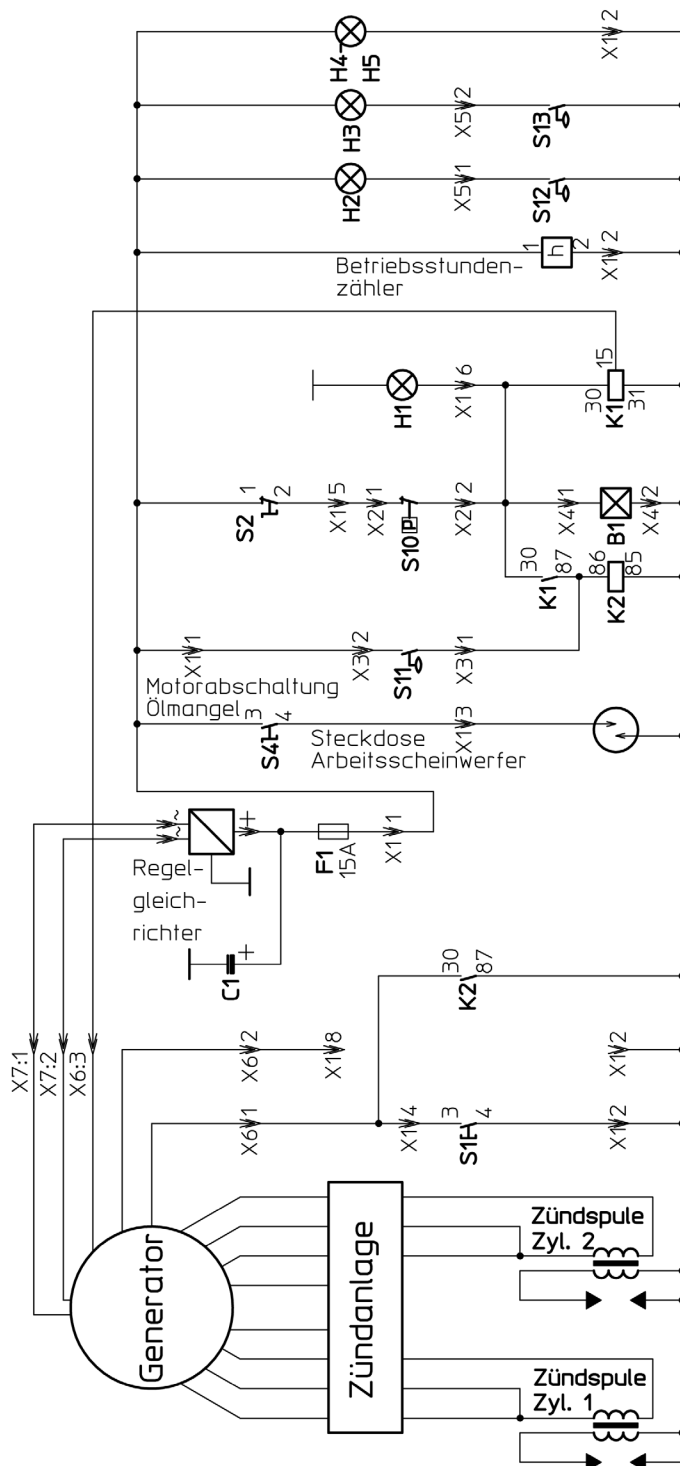 H4-
H5
X1 2
H3
X5 2
S13
H2
X5 1
S12
Betriebsstunden-
zähler
1
h
2
X1 2
H1
X1 6
15
30
K1
31
S2
1
2
X1 5
X2 1
P
S10
X2 2
X4 1
B1
X4 2
30
K1
87
86
K2
85
X1 1
X3 2
S11
X3 1
Motorabschaltung
Ölmangel
3
S4
4
Steckdose
Arbeitsscheinwerfer
X1 3
~
~
+
Regel-
gleich-
richter
F1
15A
X1 1
C1
+
30
K2
87
X7:1
X7:2
X6:3
X6 2
X1 8
X1 2
X6 1
X1 4
3
S1
4
X1 2
Generator
Zündanlage
Zündspule
Zyl. 2
Zündspule
Zyl. 1